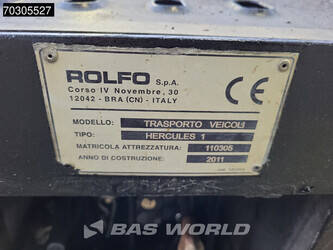 70305527
ROLFO S.p.A.
Corso IV Novembre, 30
12042 - BRA (CN) - ITALY
CE
MODELLO: TRASPORTO VEICOLI
TIPO: HERCULES 1
MATRICOLA ATTREZZATURA: 110305
ANNO DI COSTRUZIONE: 2011
BAS WORLD